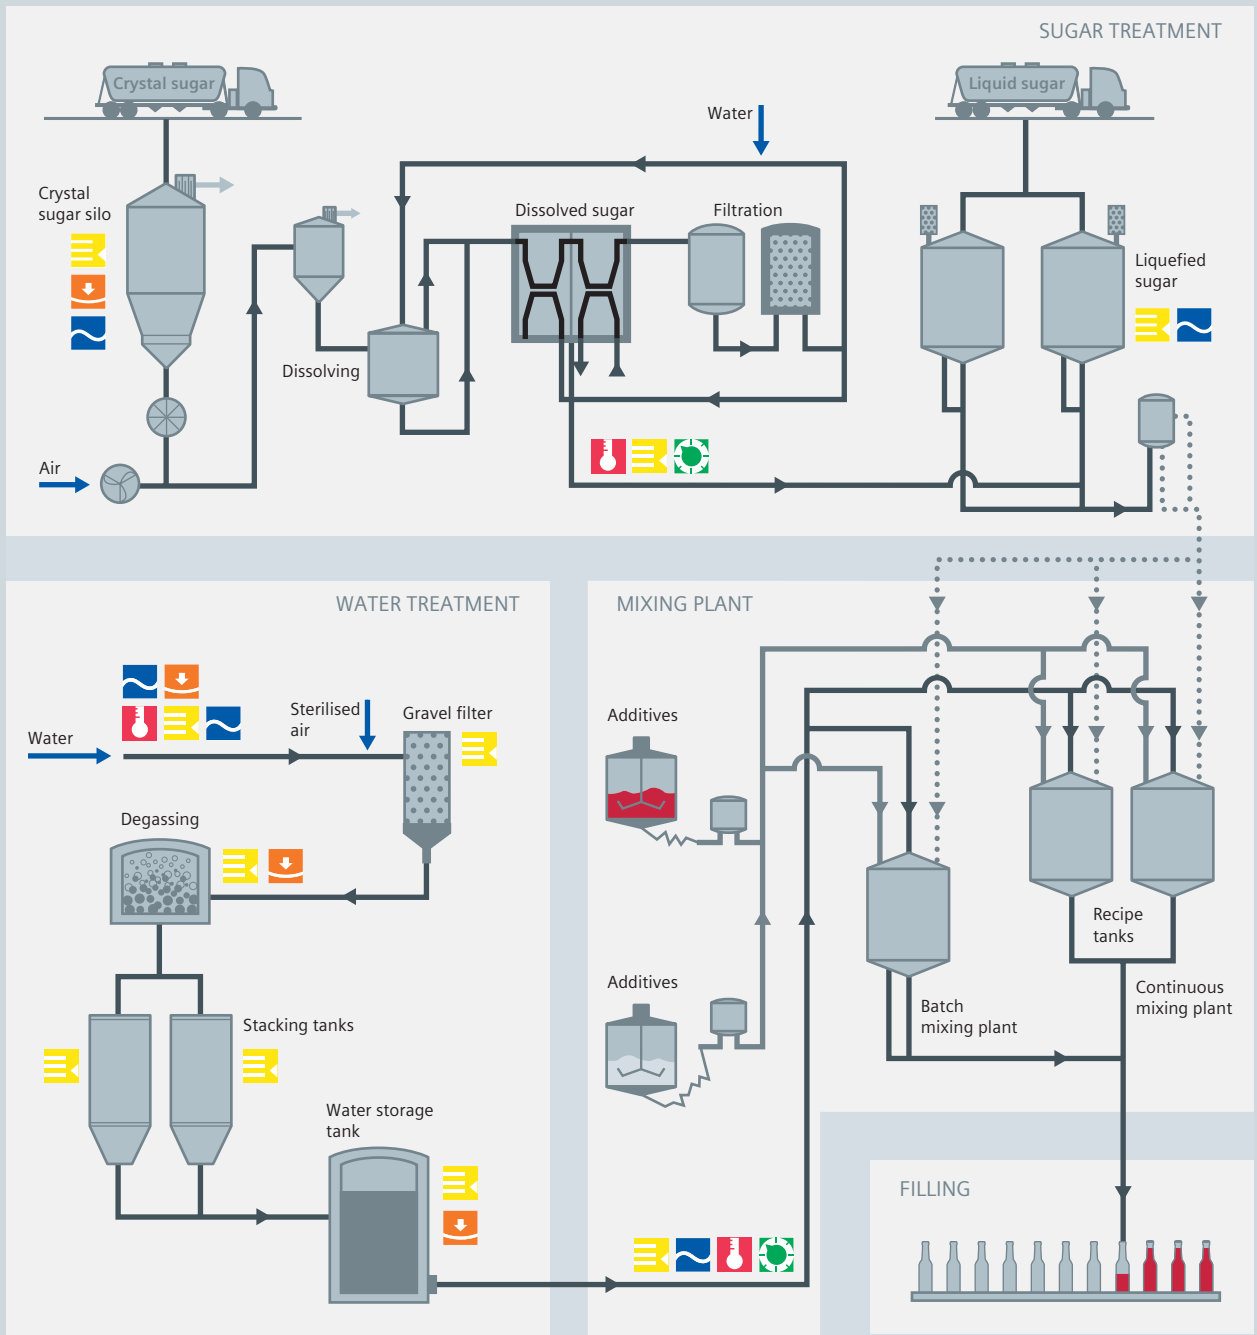 SUGAR TREATMENT
Crystal sugar
Liquid sugar
Water
Crystal
sugar silo
Dissolved sugar
Filtration
Liquefied
sugar
Dissolving
Air
WATER TREATMENT
MIXING PLANT
Sterilised
air
Gravel filter
Additives
Water
Degassing
Recipe
tanks
Additives
Continuous
mixing plant
Batch
mixing plant
Stacking tanks
Water storage
tank
FILLING